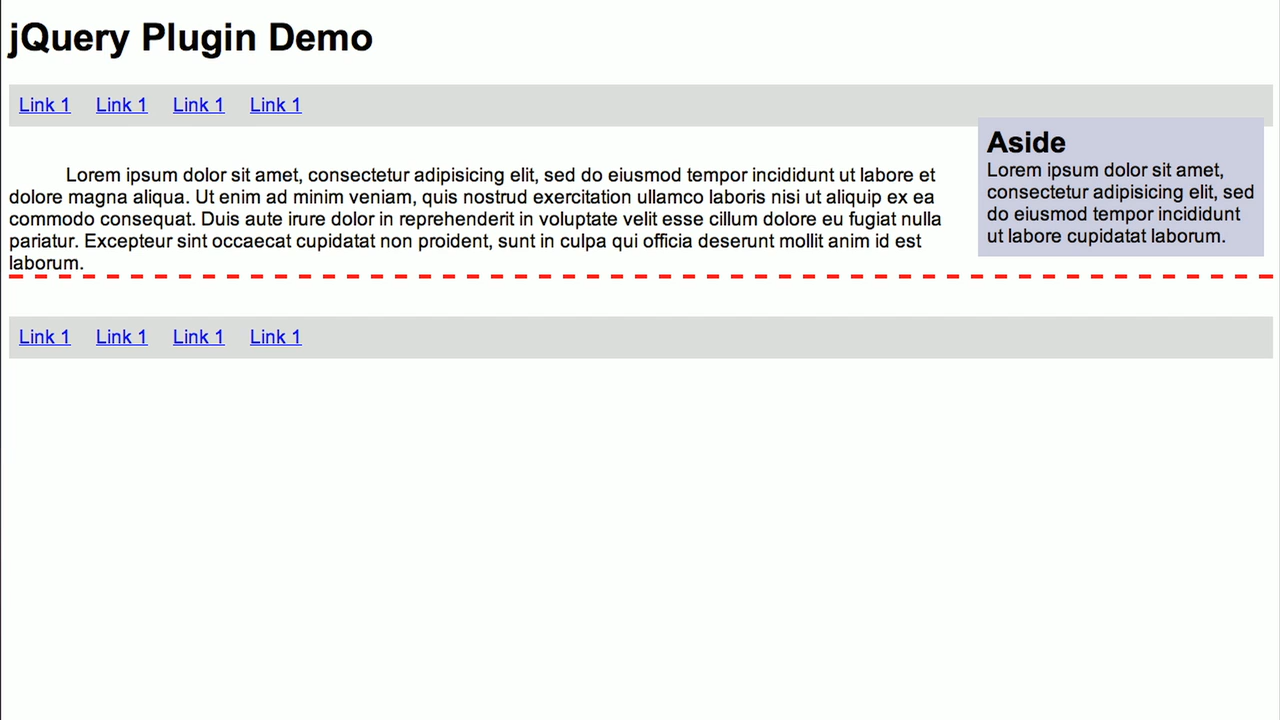 jQuery Plugin Demo
Link 1 Link 1 Link 1 Link 1
Lorem ipsum dolor sit amet, consectetur adipisicing elit, sed do eiusmod tempor incididunt ut labore et
dolore magna aliqua. Ut enim ad minim veniam, quis nostrud exercitation ullamco laboris nisi ut aliquip ex ea
commodo consequat. Duis aute irure dolor in reprehenderit in voluptate velit esse cillum dolore eu fugiat nulla
pariatur. Excepteur sint occaecat cupidatat non proident, sunt in culpa qui officia deserunt mollit anim id est
laborum.
Aside
Lorem ipsum dolor sit amet,
consectetur adipisicing elit, sed
do eiusmod tempor incididunt
ut labore cupidatat laborum.
Link 1 Link 1 Link 1 Link 1